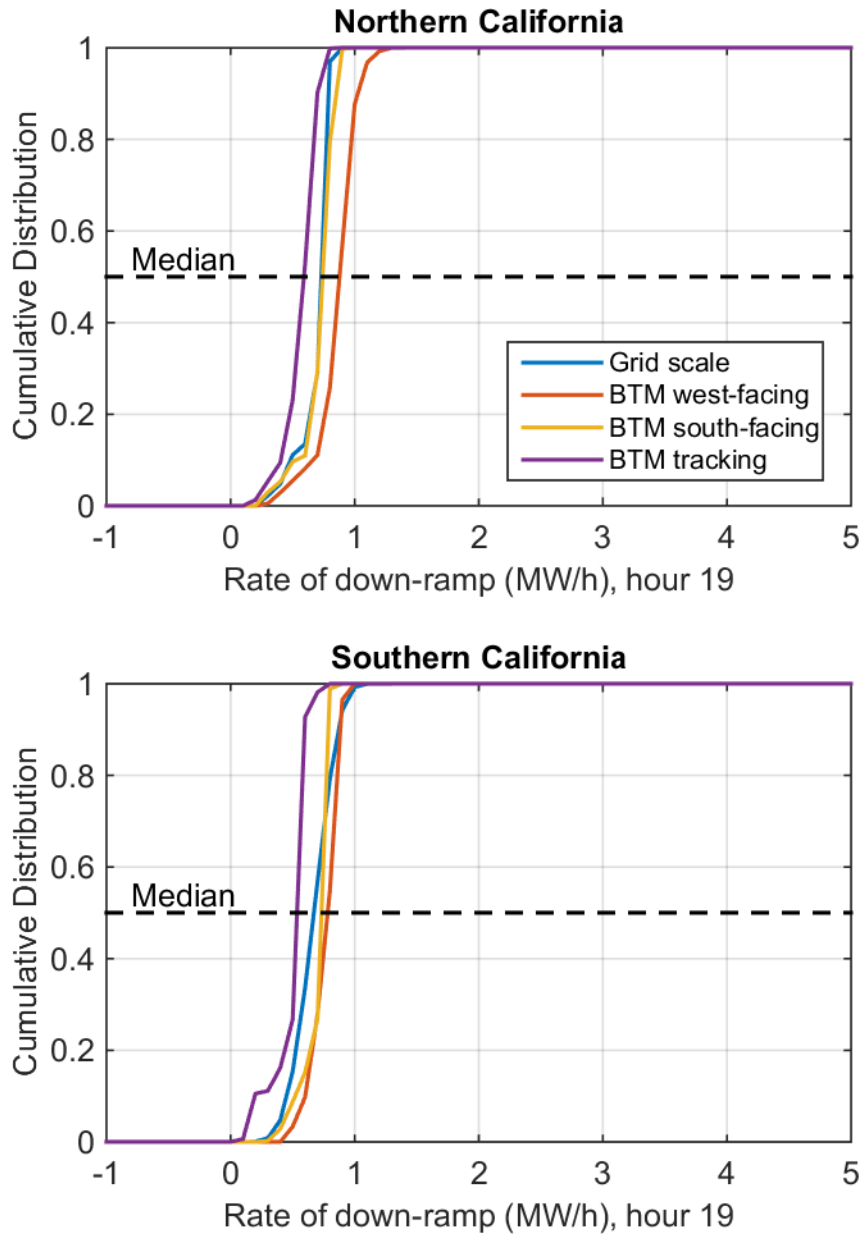 Northern California
1
0.8
0.6
0.4
0.2
0
Cumulative Distribution
Median
Grid scale
BTM west-facing
BTM south-facing
BTM tracking
-1 0 1 2 3 4 5
Rate of down-ramp (MW/h), hour 19
Southern California
1
0.8
0.6
0.4
0.2
0
Cumulative Distribution
Median
-1 0 1 2 3 4 5
Rate of down-ramp (MW/h), hour 19